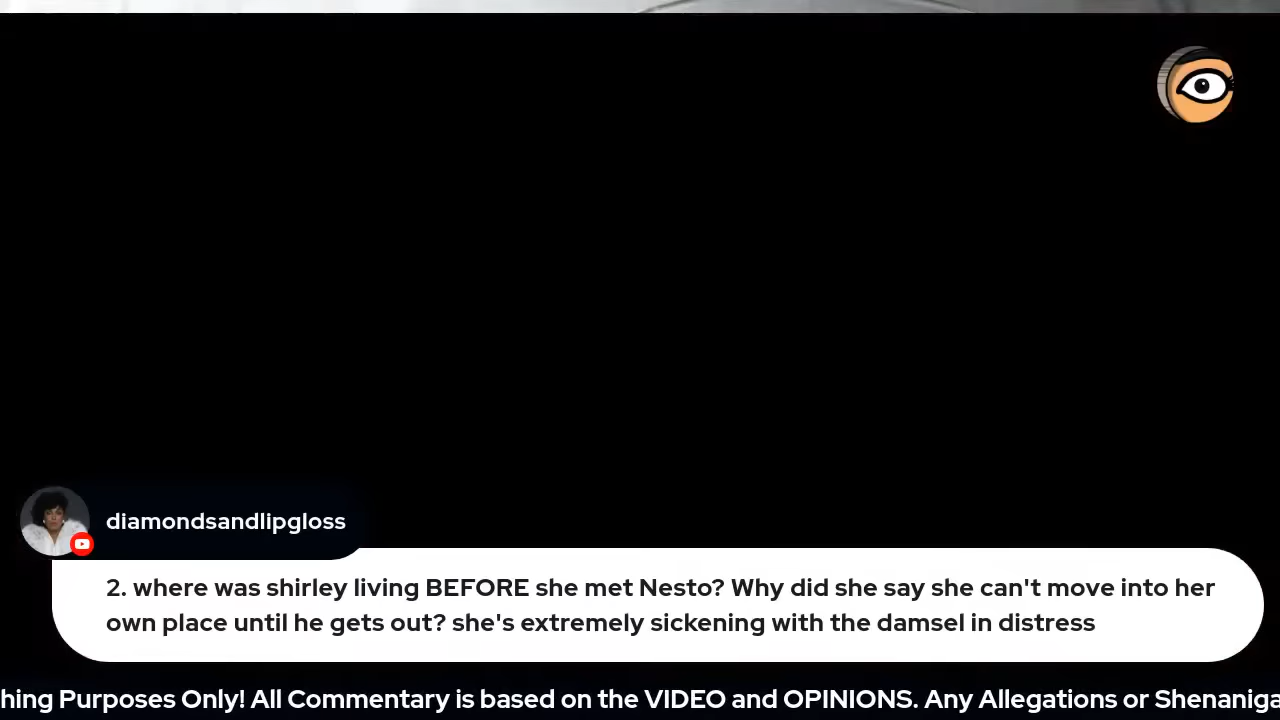 diamondsandlipgloss
2. where was shirley living BEFORE she met Nesto? Why did she say she can't move into her
own place until he gets out? she's extremely sickening with the damsel in distress
Purposes Only! All Commentary is based on the VIDEO and OPINIONS. Any Allegations or